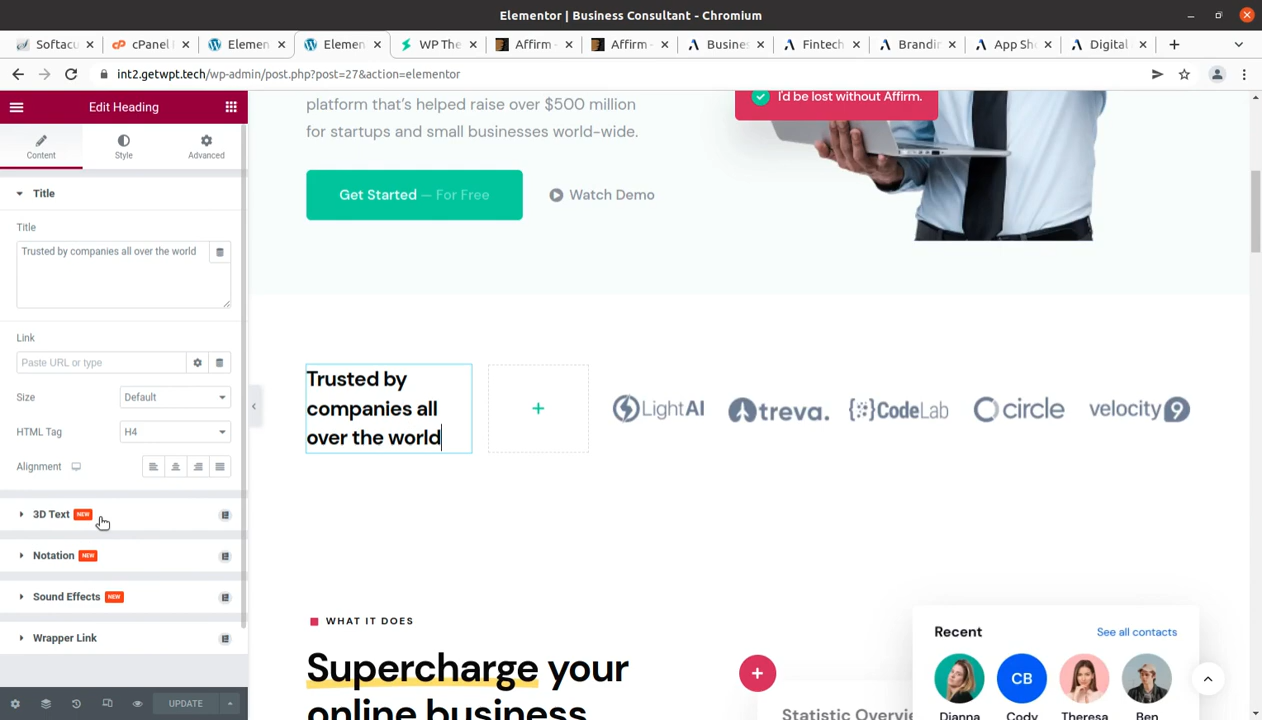 Elementor | Business Consultant - Chromium
Softacu
cPanel
Elemen
Elemen
WP The
Affirm -
Affirm -
Busines
Fintech
Brandin
App Sho
Digital
int2.getwpt.tech/wp-admin/post.php?post=27&action=elementor
Edit Heading
Content
Style
Advanced
Title
Title
Trusted by companies all over the world
Link
Paste URL or type
Size
Default
HTML Tag
H4
Alignment
3D Text NEW
Notation NEW
Sound Effects NEW
Wrapper Link
UPDATE
platform that's helped raise over $500 million
for startups and small businesses world-wide.
Get Started — For Free
Watch Demo
I'd be lost without Affirm.
Trusted by
companies all
over the world
LightAI
treva.
CodeLab
circle
velocity9
WHAT IT DOES
Supercharge your
online business
Statistic Overvie
Recent
See all contacts
CB
Dianna
Cody
Theresa
Ben